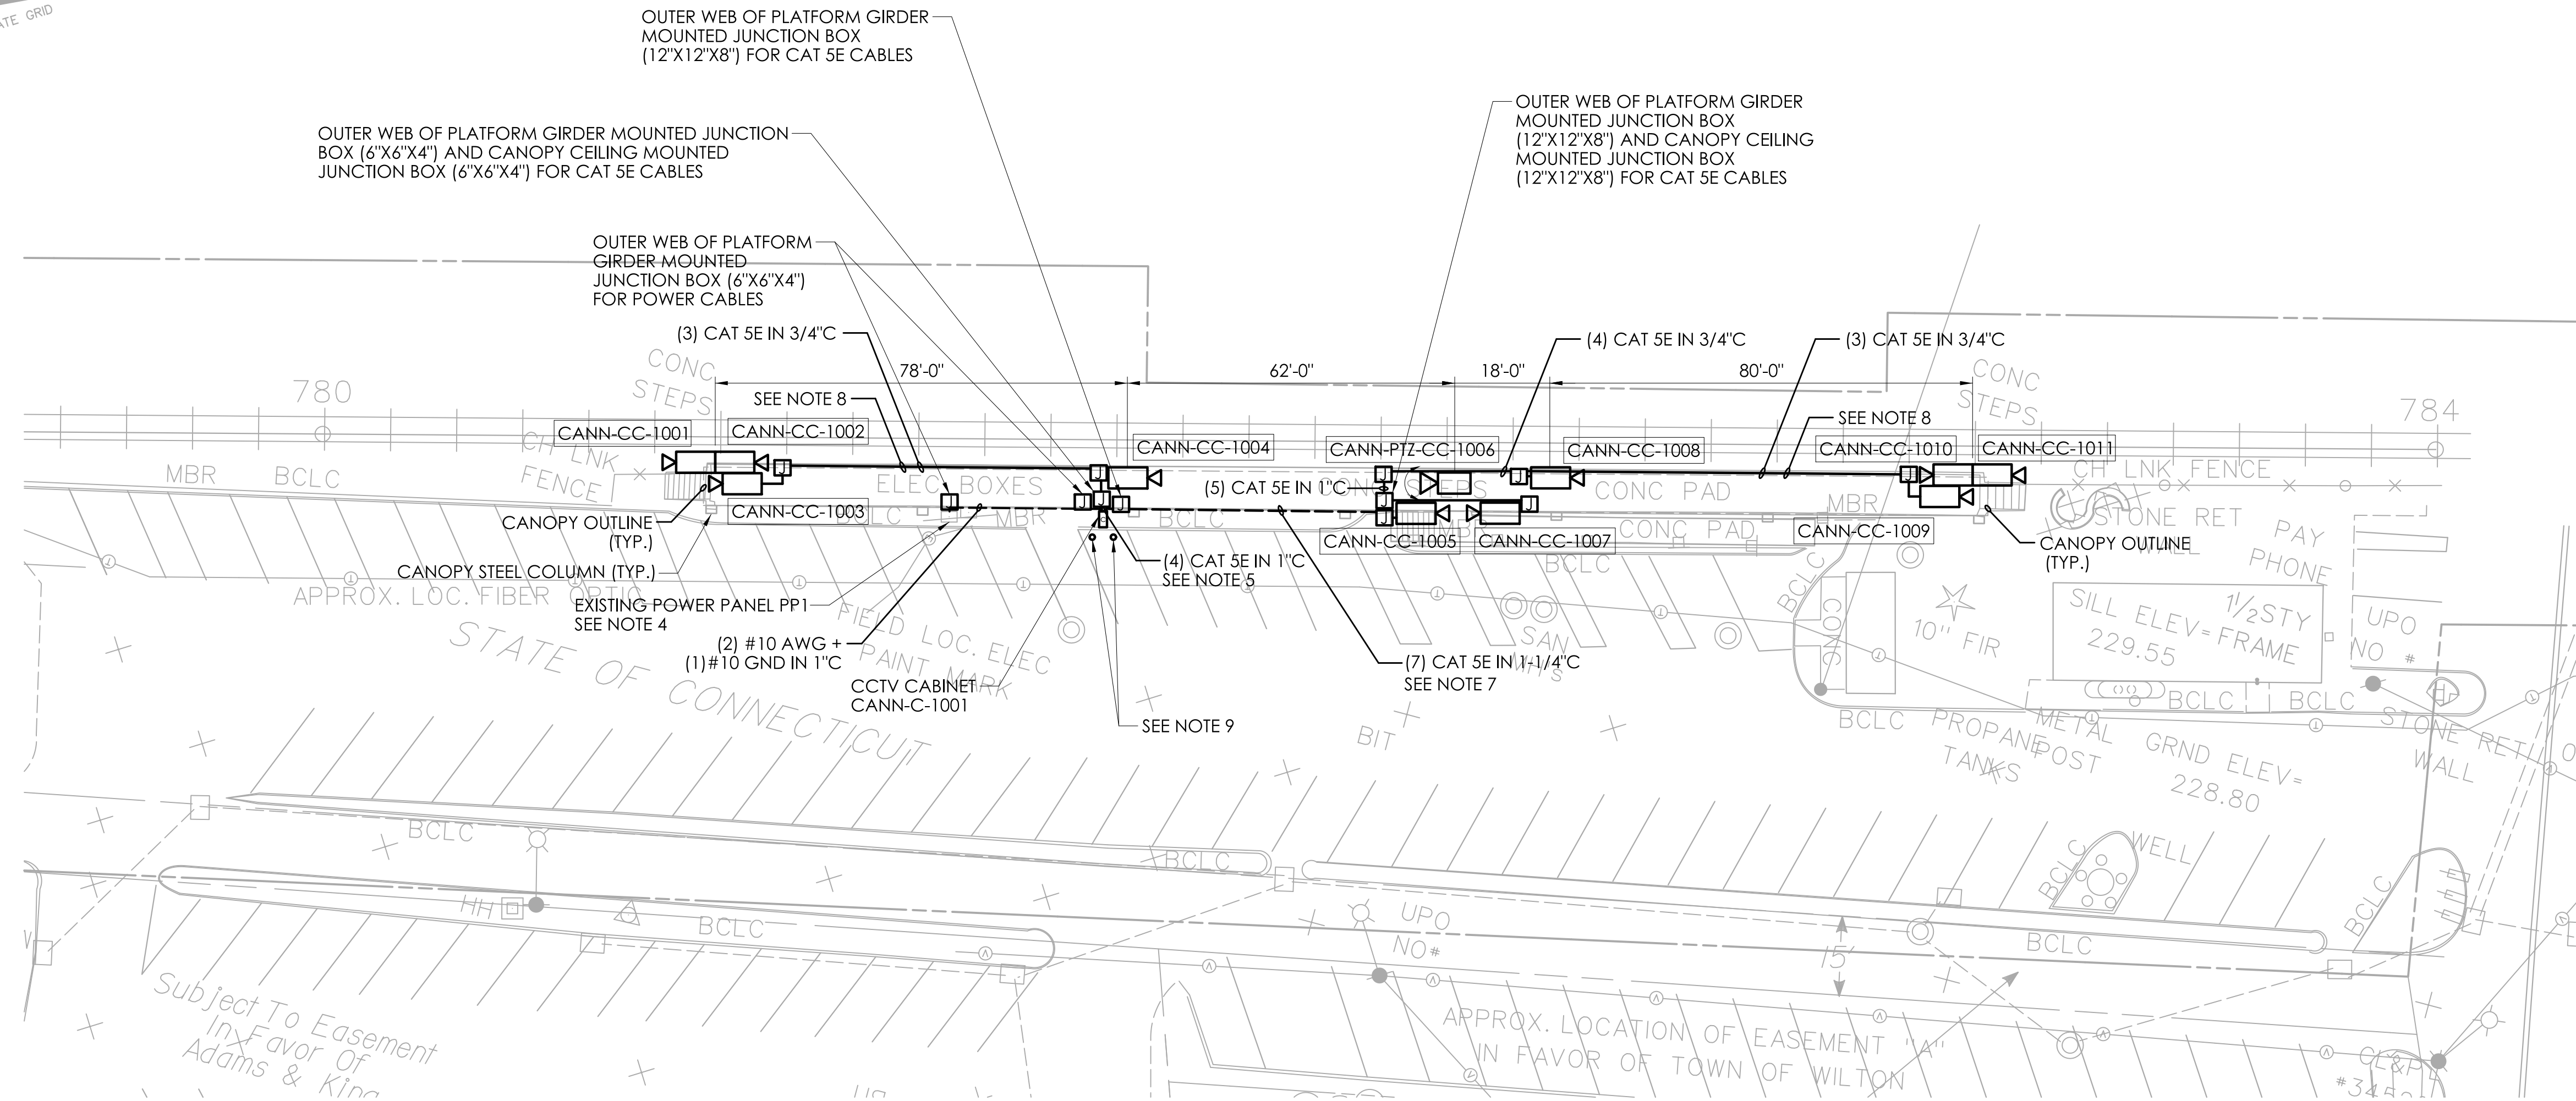 ATE GRID
OUTER WEB OF PLATFORM GIRDER
MOUNTED JUNCTION BOX
(12"X12"X8") FOR CAT 5E CABLES
OUTER WEB OF PLATFORM GIRDER MOUNTED JUNCTION
BOX (6"X6"X4") AND CANOPY CEILING MOUNTED
JUNCTION BOX (6"X6"X4") FOR CAT 5E CABLES
OUTER WEB OF PLATFORM GIRDER
MOUNTED JUNCTION BOX
(12"X12"X8") AND CANOPY CEILING
MOUNTED JUNCTION BOX
(12"X12"X8") FOR CAT 5E CABLES
OUTER WEB OF PLATFORM
GIRDER MOUNTED
JUNCTION BOX (6"X6"X4")
FOR POWER CABLES
(3) CAT 5E IN 3/4"C
(4) CAT 5E IN 3/4"C
(3) CAT 5E IN 3/4"C
78'-0"
62'-0"
18'-0"
80'-0"
CONC
STEPS
CONC
STEPS
780
784
SEE NOTE 8
SEE NOTE 8
CANN-CC-1001
CANN-CC-1002
CANN-CC-1004
CANN-PTZ-CC-1006
CANN-CC-1008
CANN-CC-1010
CANN-CC-1011
CH LNK
FENCE
MBR
BCLC
CH LNK FENCE
J
J
J
J
J
J
J
J
J
J
J
J
ELEC BOXES
(5) CAT 5E IN 1"C
CONC PAD
MBR
CANN-CC-1003
BCLC
MBR
BCLC
MBR
CONC PAD
CANN-CC-1005
CANN-CC-1007
CANN-CC-1009
STONE RET
WALL
PAY
PHONE
CANOPY OUTLINE
(TYP.)
CANOPY OUTLINE
(TYP.)
CANOPY STEEL COLUMN (TYP.)
(4) CAT 5E IN 1"C
SEE NOTE 5
BCLC
BCLC
APPROX. LOC. FIBER OPTIC
EXISTING POWER PANEL PP1
SEE NOTE 4
FIELD LOC. ELEC
PAINT MARK
(2) #10 AWG +
(1)#10 GND IN 1"C
CCTV CABINET
CANN-C-1001
(7) CAT 5E IN 1-1/4"C
SEE NOTE 7
SEE NOTE 9
SAN
MH's
CONC
10" FIR
SILL ELEV=
229.55
1/2STY
FRAME
UPO
NO #
STATE OF CONNECTICUT
BIT
BCLC
BCLC
BCLC
PROPANE
TANKS
METAL
POST
GRND ELEV=
228.80
STONE RET
WALL
BCLC
BCLC
BCLC
WELL
BCLC
HH
BCLC
UPO
NO#
15'
BCLC
Subject To Easement
In Favor Of
Adams & King
APPROX. LOCATION OF EASEMENT "A"
IN FAVOR OF TOWN OF WILTON
CL&P